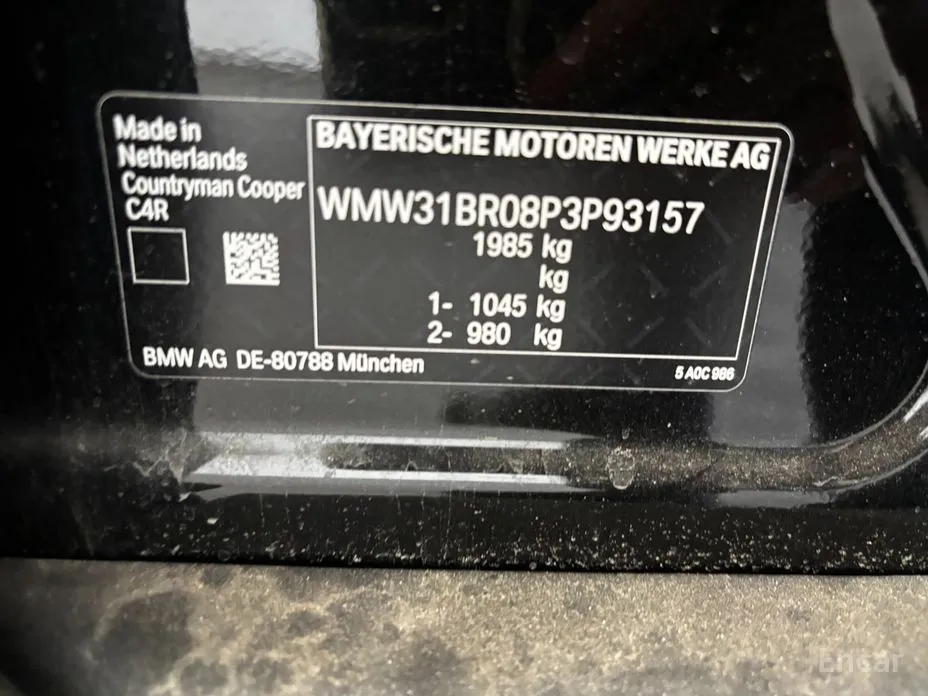 Made in
Netherlands
Countryman Cooper
C4R
BAYERISCHE MOTOREN WERKE AG
WMW31BR08P3P93157
1985 kg
kg
1- 1045 kg
2- 980 kg
BMW AG DE-80788 München
5 A0C 986
Encar